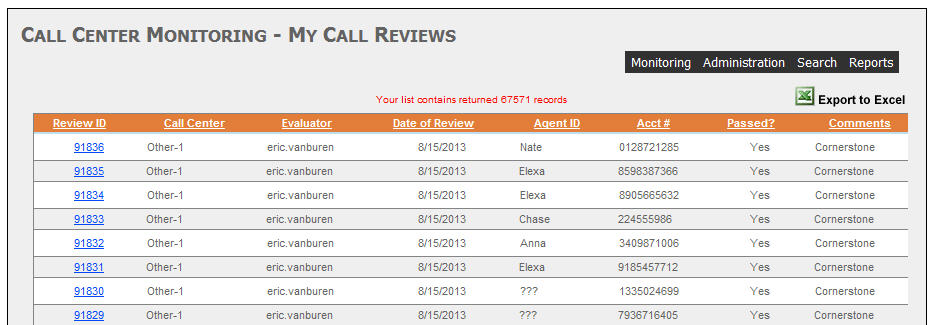 CALL CENTER MONITORING - MY CALL REVIEWS
Monitoring Administration Search Reports
Your list contains returned 67571 records
Export to Excel
Review ID Call Center Evaluator Date of Review Agent ID Acct # Passed? Comments
91836 Other-1 eric.vanburen 8/15/2013 Nate 0128721285 Yes Cornerstone
91835 Other-1 eric.vanburen 8/15/2013 Elexa 8598387366 Yes Cornerstone
91834 Other-1 eric.vanburen 8/15/2013 Elexa 8905665632 Yes Cornerstone
91833 Other-1 eric.vanburen 8/15/2013 Chase 224555986 Yes Cornerstone
91832 Other-1 eric.vanburen 8/15/2013 Anna 3409871006 Yes Cornerstone
91831 Other-1 eric.vanburen 8/15/2013 Elexa 9185457712 Yes Cornerstone
91830 Other-1 eric.vanburen 8/15/2013 ??? 1335024699 Yes Cornerstone
91829 Other-1 eric.vanburen 8/15/2013 ??? 7936716405 Yes Cornerstone